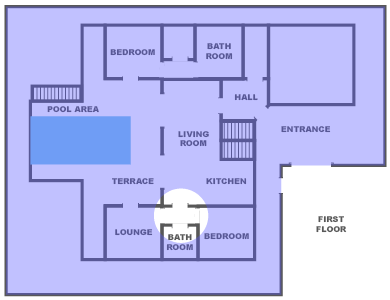 BEDROOM
BATH
ROOM
HALL
POOL AREA
ENTRANCE
LIVING
ROOM
TERRACE
KITCHEN
LOUNGE
BATH
ROOM
BEDROOM
FIRST
FLOOR